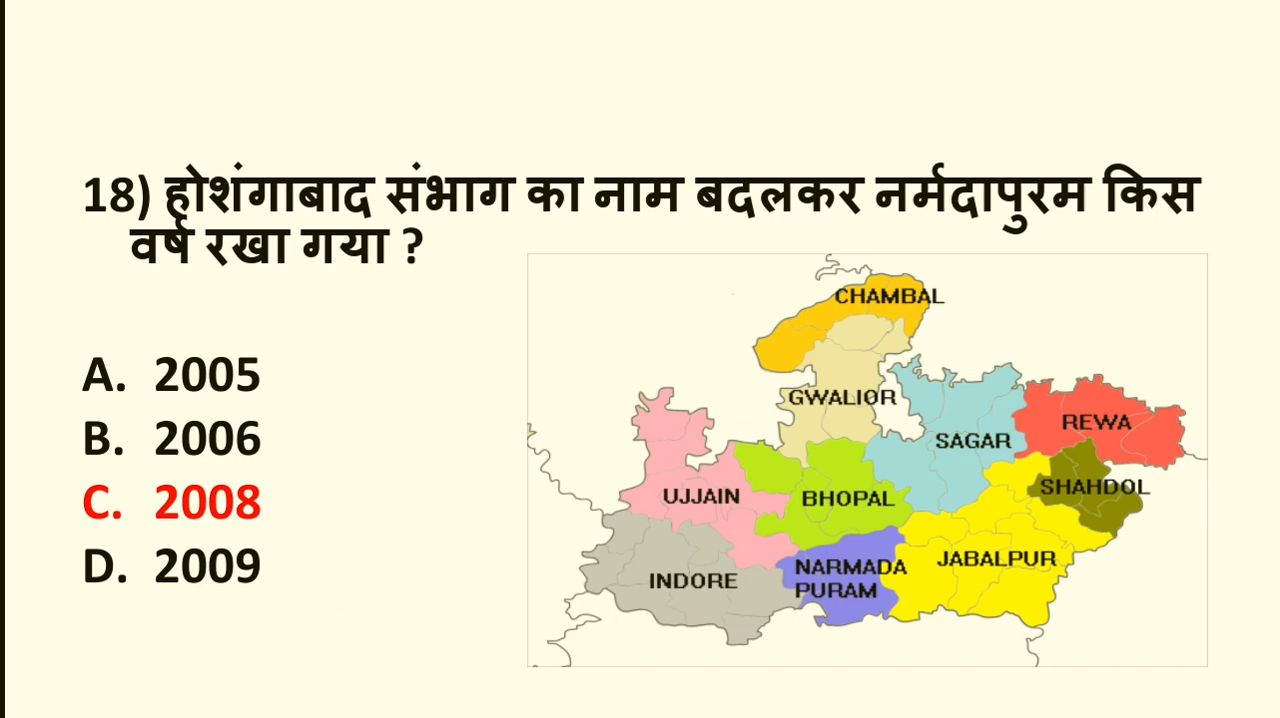 18) होशंगाबाद संभाग का नाम बदलकर नर्मदापुरम किस
वर्ष रखा गया ?
A. 2005
B. 2006
C. 2008
D. 2009
CHAMBAL
GWALIOR
SAGAR
REWA
SHAHDOL
UJJAIN
BHOPAL
JABALPUR
INDORE
NARMADA
PURAM